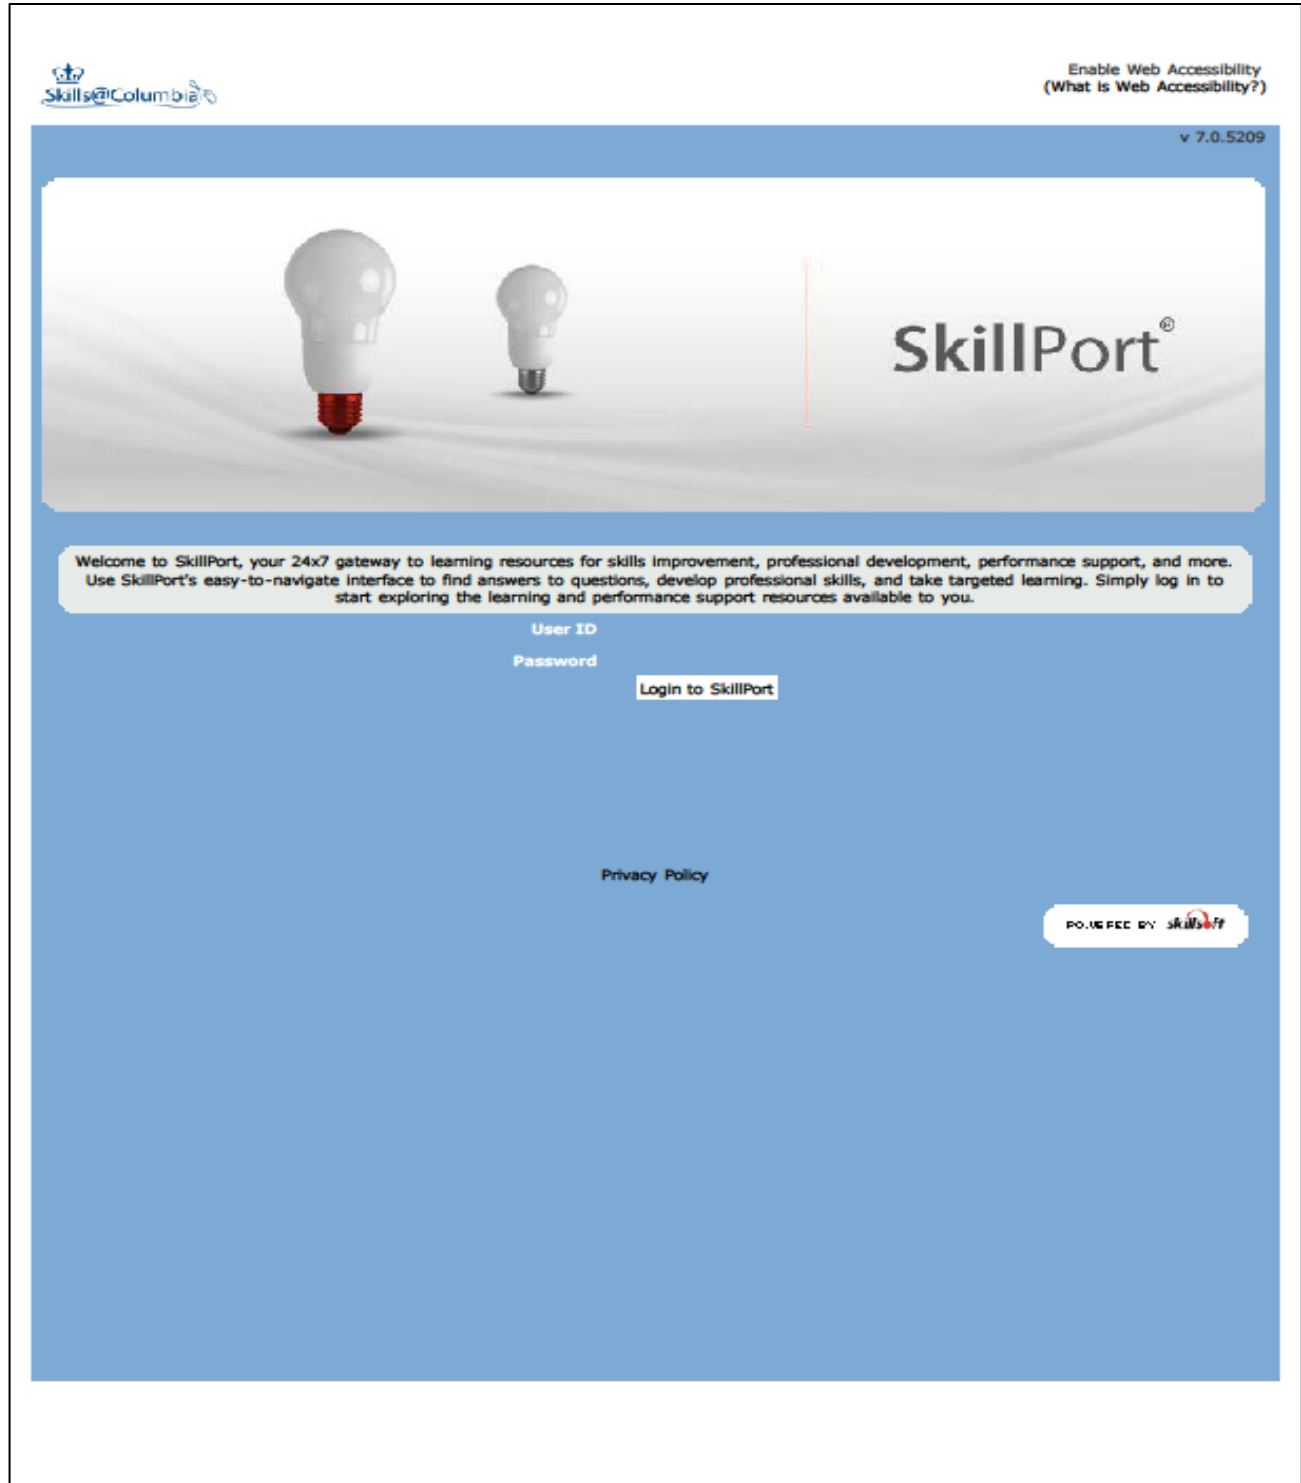 Skills@Columbia
Enable Web Accessibility
(What is Web Accessibility?)
v 7.0.5209
SkillPort®
Welcome to SkillPort, your 24x7 gateway to learning resources for skills improvement, professional development, performance support, and more.
Use SkillPort's easy-to-navigate interface to find answers to questions, develop professional skills, and take targeted learning. Simply log in to
start exploring the learning and performance support resources available to you.
User ID
Password
Login to SkillPort
Privacy Policy
POWERED BY skillsoft